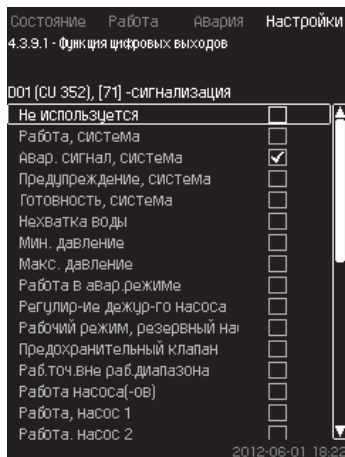 Состояние Работа Авария Настройки
4.3.9.1 - Функция цифровых выходов
DO1 (CU 352), [71] -сигнализация
Не используется
Работа, система
Авар. сигнал, система
Предупреждение, система
Готовность, система
Нехватка воды
Мин. давление
Макс. давление
Работа в авар.режиме
Регулир-ие дежур-го насоса
Рабочий режим, резервный на
Предохранительный клапан
Раб.точ.вне раб.диапазона
Работа насоса(-ов)
Работа, насос 1
Работа. насос 2
2012-06-01 18:22